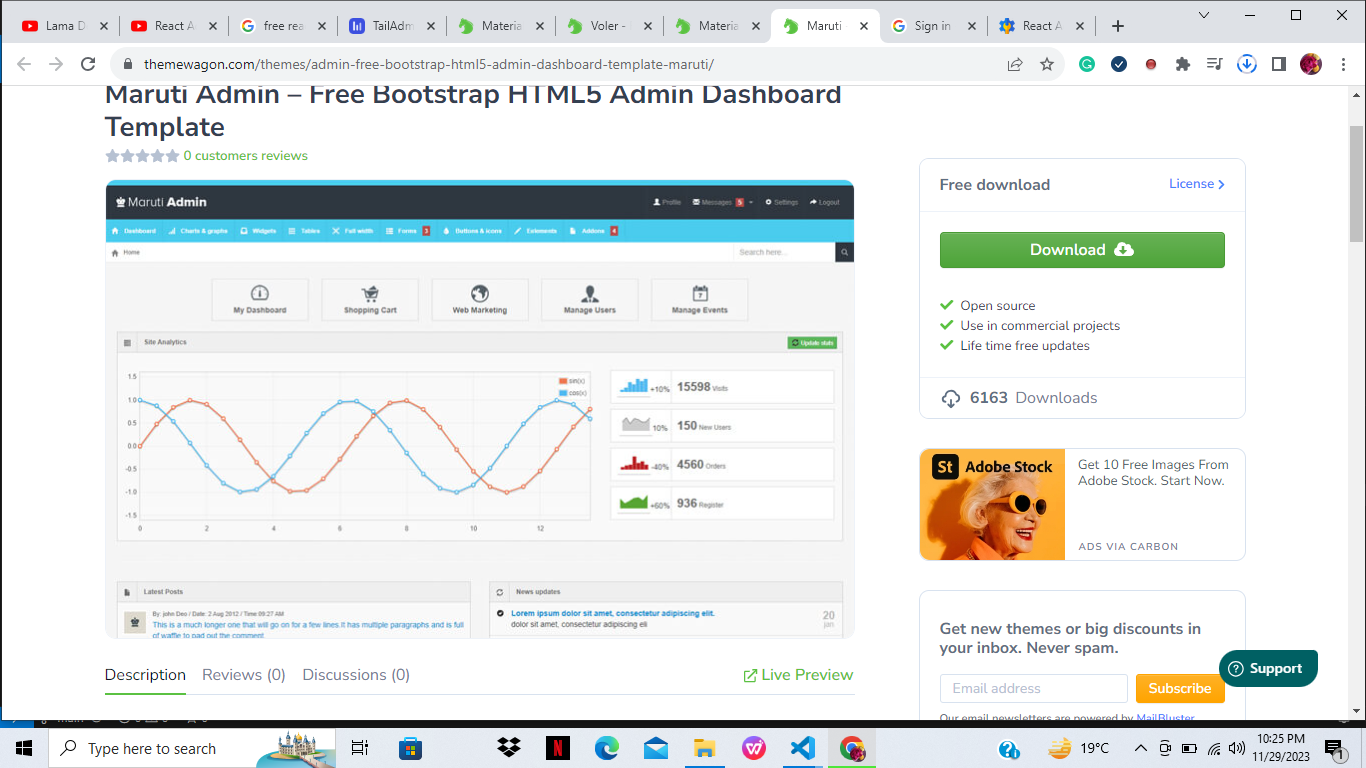 Lama D
React A
free rea
TailAdm
Materia
Voler -
Materia
Maruti
Sign in
React A
themewagon.com/themes/admin-free-bootstrap-html5-admin-dashboard-template-maruti/
Maruti Admin – Free Bootstrap HTML5 Admin Dashboard
Template
0 customers reviews
Maruti Admin
Profile
Messages 5
Settings
Logout
Dashboard
Charts & graphs
Widgets
Tables
Full width
Forms 3
Buttons & icons
Eelements
Addons 4
Home
Search here...
My Dashboard
Shopping Cart
Web Marketing
Manage Users
Manage Events
Site Analytics
Update stats
1.5
1.0
0.5
0.0
-0.5
-1.0
-1.5
0 2 4 6 8 10 12
sin(x)
cos(x)
+10% 15598 Visits
10% 150 New Users
-40% 4560 Orders
+60% 936 Register
Latest Posts
By: john Deo / Date: 2 Aug 2012 / Time:09:27 AM
This is a much longer one that will go on for a few lines.It has multiple paragraphs and is full
of waffle to pad out the comment.
News updates
Lorem ipsum dolor sit amet, consectetur adipiscing elit.
dolor sit amet, consectetur adipiscing eli
20
jan
Description
Reviews (0)
Discussions (0)
Live Preview
Free download
License
Download
Open source
Use in commercial projects
Life time free updates
6163 Downloads
St Adobe Stock
Get 10 Free Images From
Adobe Stock. Start Now.
ADS VIA CARBON
Get new themes or big discounts in
your inbox. Never spam.
Email address
Subscribe
Our email newsletters are powered by MailBluster
Support
Type here to search
19°C
10:25 PM
11/29/2023
1